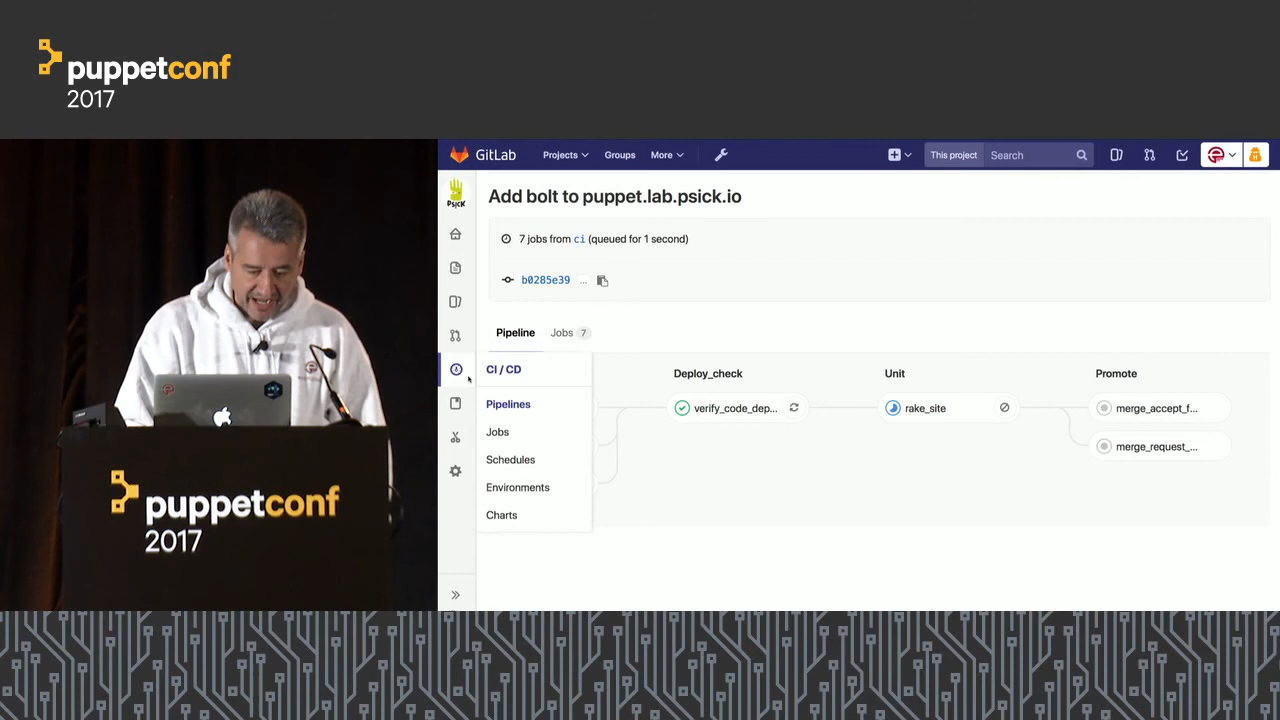 puppetconf
2017
GitLab
Projects
Groups
More
This project
Search
PSICK
Add bolt to puppet.lab.psick.io
7 jobs from ci (queued for 1 second)
b0285e39 ...
Pipeline
Jobs 7
CI / CD
Pipelines
Jobs
Schedules
Environments
Charts
Deploy_check
verify_code_dep...
Unit
rake_site
Promote
merge_accept_f...
merge_request_...
puppetconf
2017